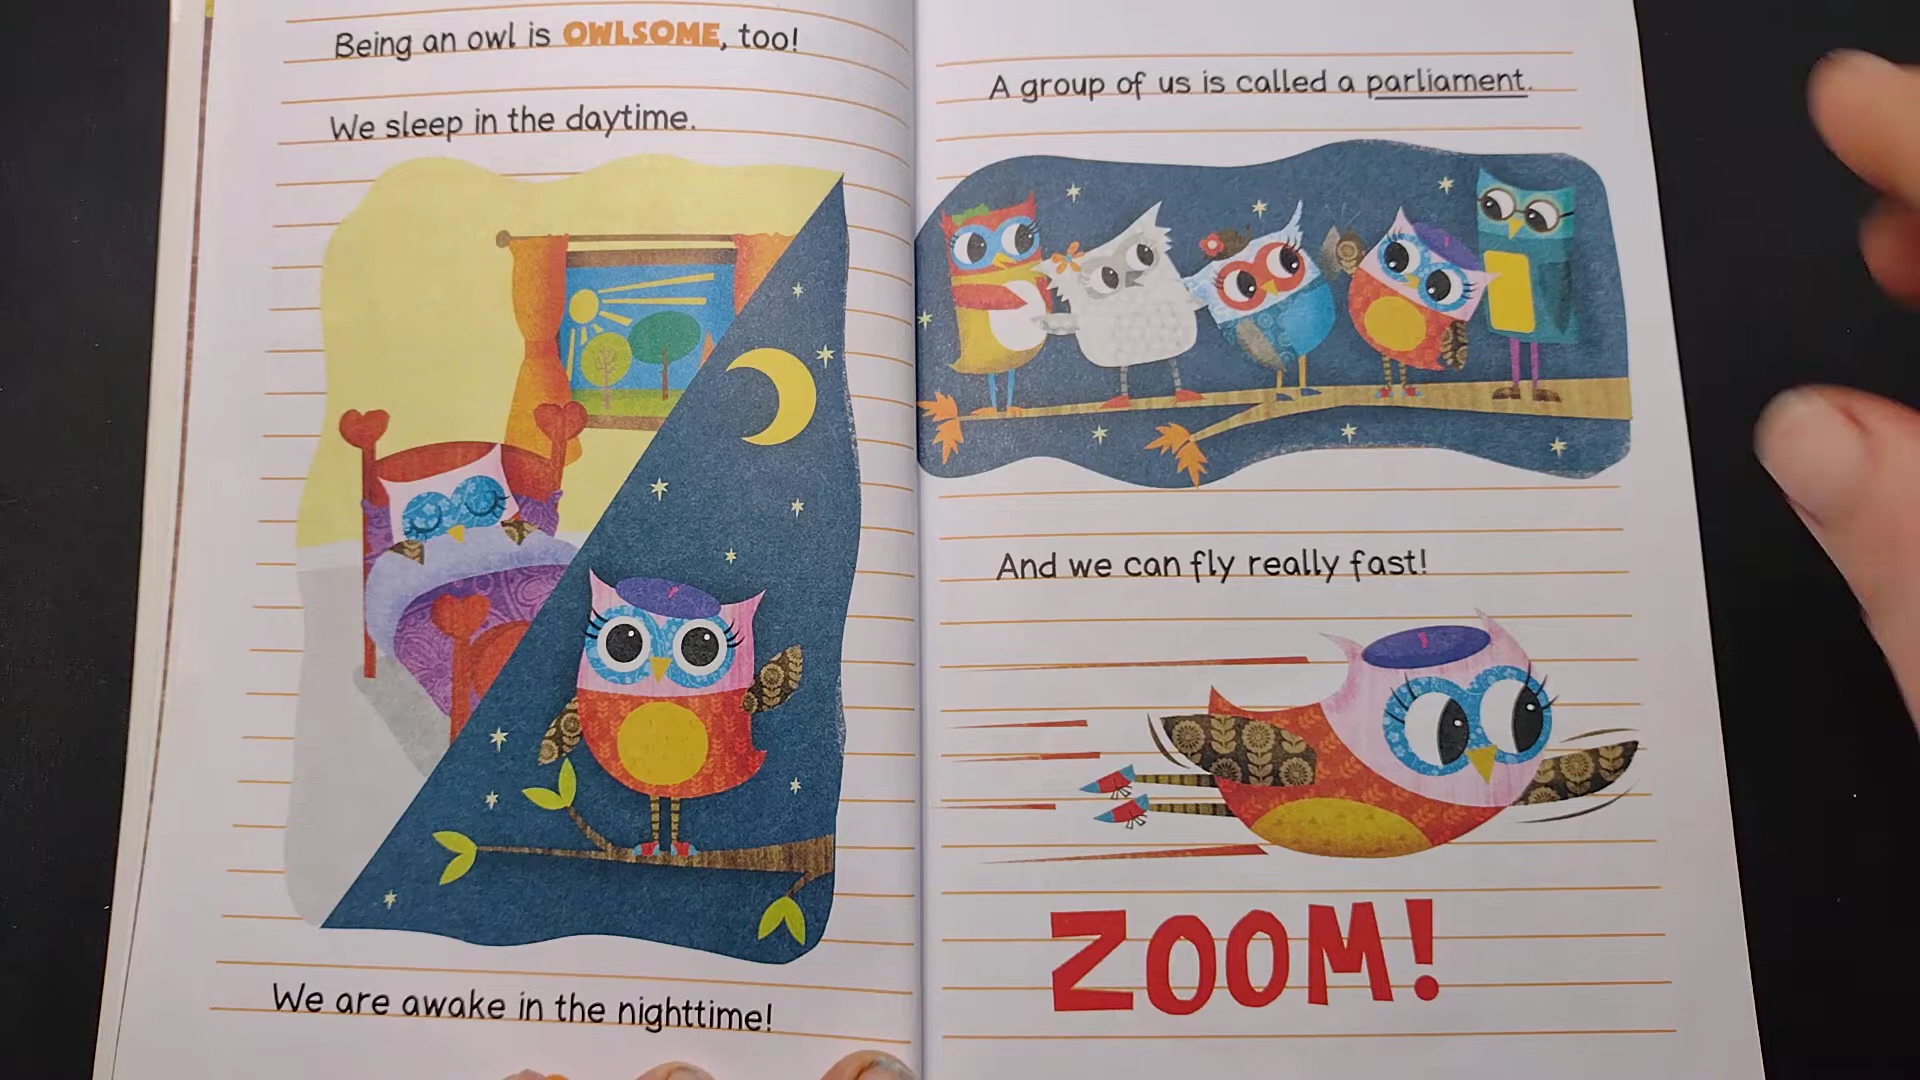 Being an owl is OWLSOME, too!
We sleep in the daytime.
We are awake in the nighttime!
A group of us is called a parliament.
And we can fly really fast!
ZOOM!